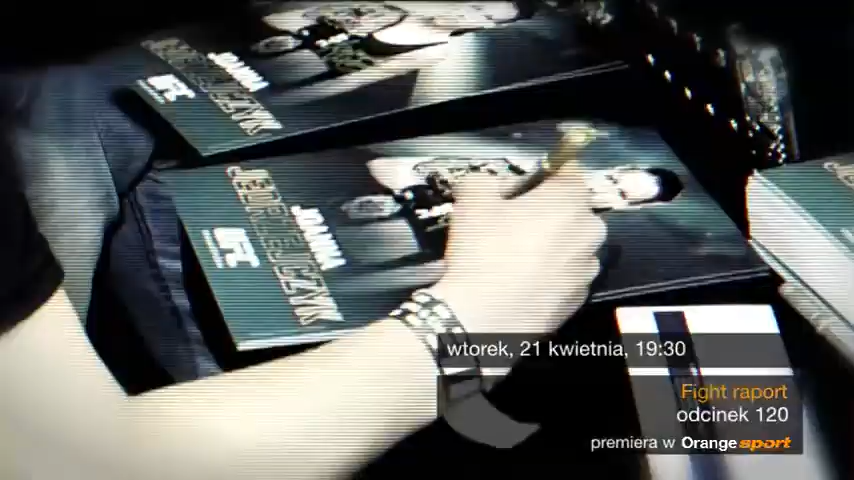 JOANNA
JEDRZEJCZYK
UFC
JOANNA
JEDRZEJCZYK
UFC
wtorek, 21 kwietnia, 19:30
Fight raport
odcinek 120
premiera w Orange sport